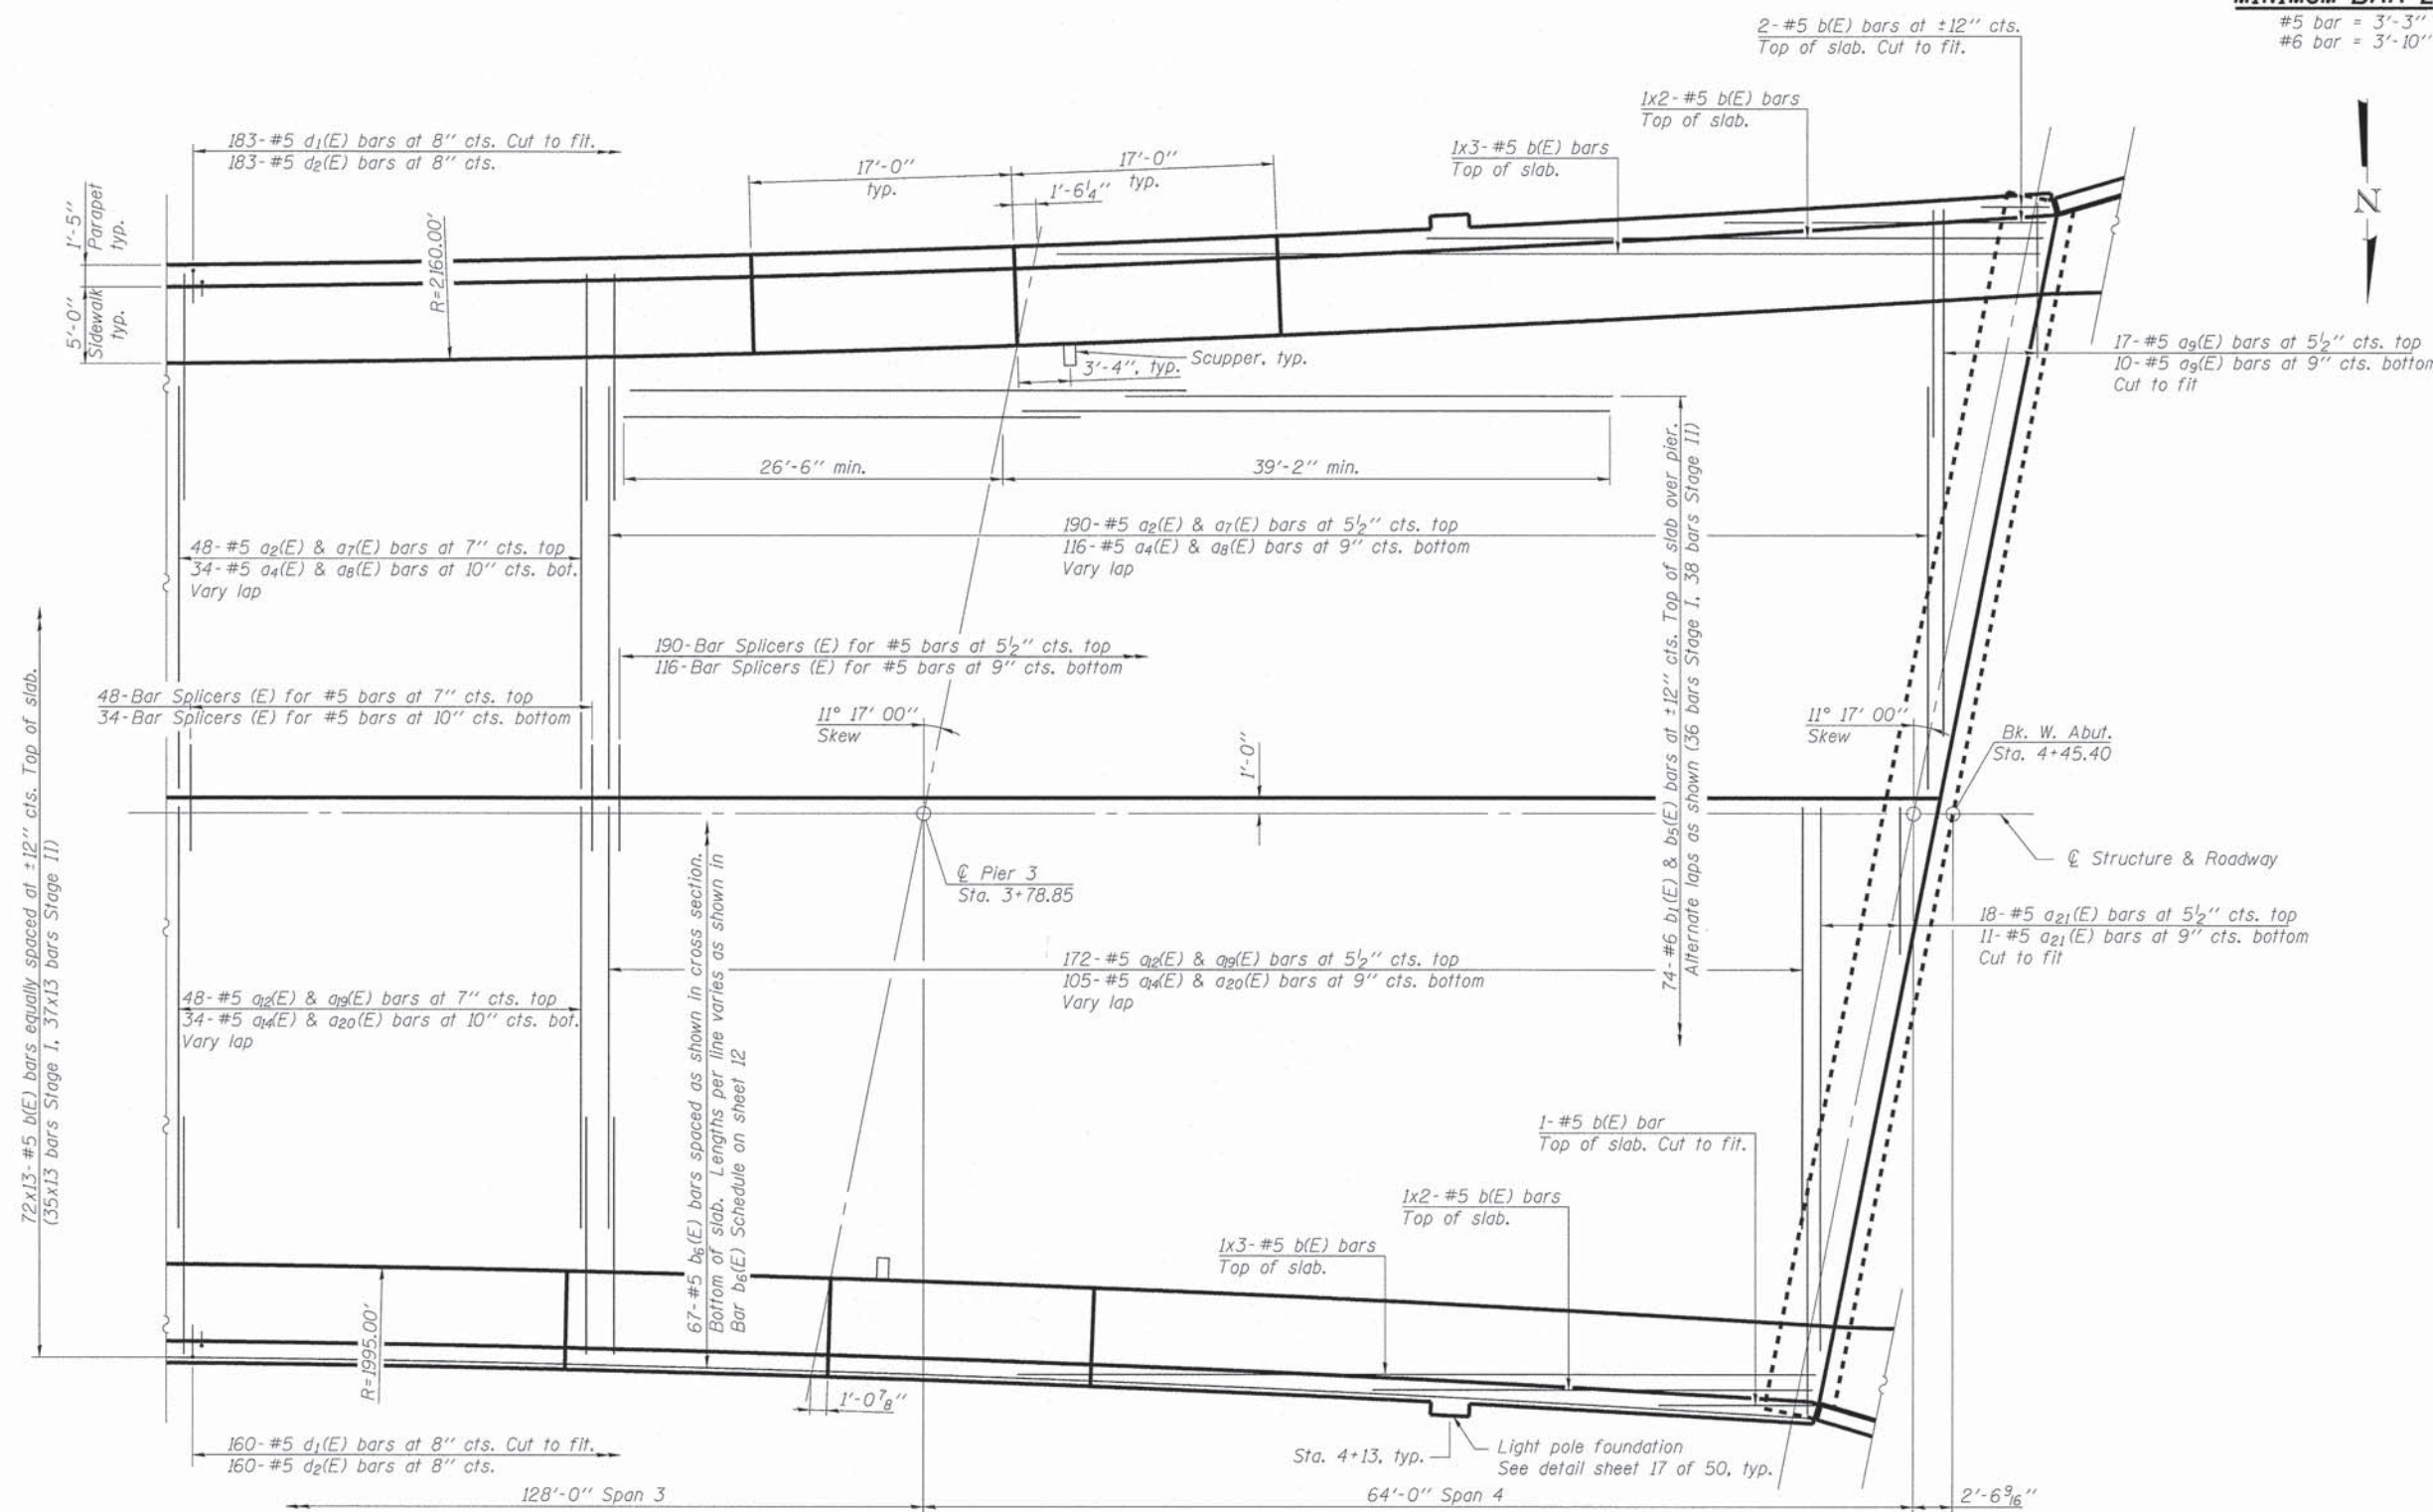 #5 bar = 3'-3"
#6 bar = 3'-10"
2-#5 b(E) bars at ±12" cts.
Top of slab. Cut to fit.
1x2-#5 b(E) bars
Top of slab.
1x3-#5 b(E) bars
Top of slab.
183-#5 d₁(E) bars at 8" cts. Cut to fit.
183-#5 d₂(E) bars at 8" cts.
17'-0"
typ.
17'-0"
typ.
1'-6¼"
1'-5"
Parapet
typ.
5'-0"
Sidewalk
typ.
R=2160.00'
N
Scupper, typ.
3'-4", typ.
17-#5 a₉(E) bars at 5½" cts. top
10-#5 a₉(E) bars at 9" cts. bottom
Cut to fit
26'-6" min.
39'-2" min.
190-#5 a₂(E) & a₇(E) bars at 5½" cts. top
116-#5 a₄(E) & a₈(E) bars at 9" cts. bottom
Vary lap
48-#5 a₂(E) & a₇(E) bars at 7" cts. top
34-#5 a₄(E) & a₈(E) bars at 10" cts. bot.
Vary lap
190-Bar Splicers (E) for #5 bars at 5½" cts. top
116-Bar Splicers (E) for #5 bars at 9" cts. bottom
48-Bar Splicers (E) for #5 bars at 7" cts. top
34-Bar Splicers (E) for #5 bars at 10" cts. bottom
74-#6 b₁(E) & b₅(E) bars at ±12" cts. Top of slab over pier.
Alternate laps as shown (36 bars Stage I, 38 bars Stage II)
72x13-#5 b(E) bars equally spaced at ±12" cts. Top of slab.
(35x13 bars Stage I, 37x13 bars Stage II)
11° 17' 00"
Skew
1'-0"
11° 17' 00"
Skew
Bk. W. Abut.
Sta. 4+45.40
℄ Structure & Roadway
℄ Pier 3
Sta. 3+78.85
67-#5 b₆(E) bars spaced as shown in cross section.
Bottom of slab. Lengths per line varies as shown in
Bar b₆(E) Schedule on sheet 12
18-#5 a₂₁(E) bars at 5½" cts. top
11-#5 a₂₁(E) bars at 9" cts. bottom
Cut to fit
172-#5 a₁₂(E) & a₁₉(E) bars at 5½" cts. top
105-#5 a₁₄(E) & a₂₀(E) bars at 9" cts. bottom
Vary lap
48-#5 a₁₂(E) & a₁₉(E) bars at 7" cts. top
34-#5 a₁₄(E) & a₂₀(E) bars at 10" cts. bot.
Vary lap
1-#5 b(E) bar
Top of slab. Cut to fit.
1x2-#5 b(E) bars
Top of slab.
1x3-#5 b(E) bars
Top of slab.
R=1995.00'
1'-0⅞"
160-#5 d₁(E) bars at 8" cts. Cut to fit.
160-#5 d₂(E) bars at 8" cts.
Sta. 4+13, typ.
Light pole foundation
See detail sheet 17 of 50, typ.
128'-0" Span 3
64'-0" Span 4
2'-6⁹⁄₁₆"